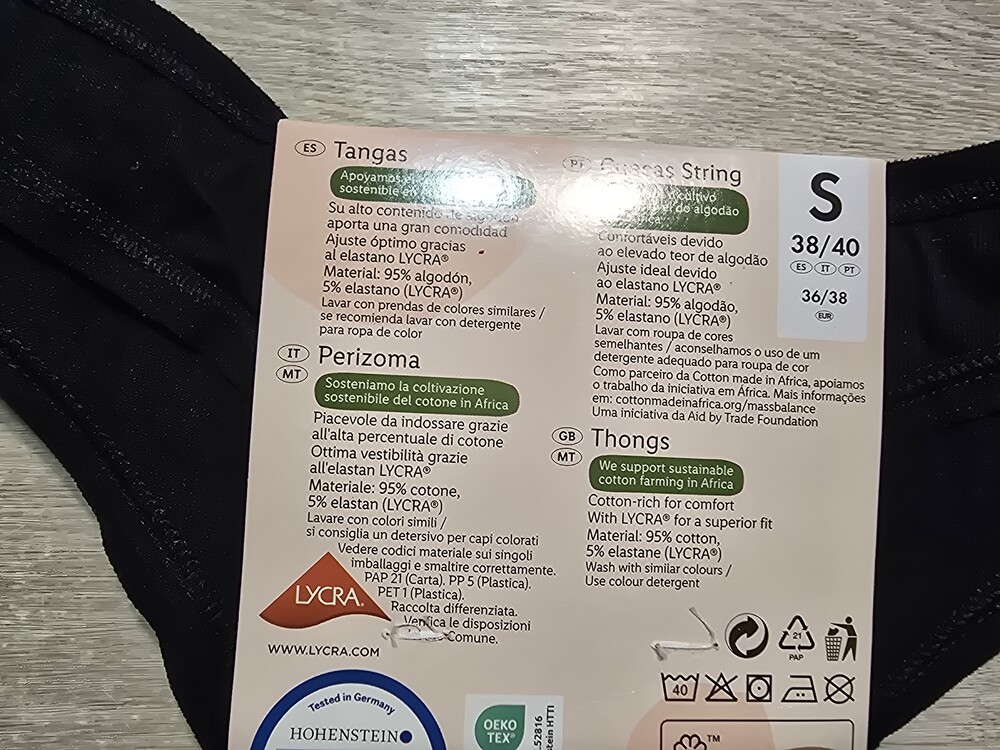 ES Tangas
Apoyamos
sostenible en
Su alto contenido de algodón
aporta una gran comodidad
Ajuste óptimo gracias
al elastano LYCRA®
Material: 95% algodón,
5% elastano (LYCRA®)
Lavar con prendas de colores similares /
se recomienda lavar con detergente
para ropa de color
IT MT Perizoma
Sosteniamo la coltivazione
sostenibile del cotone in Africa
Piacevole da indossare grazie
all'alta percentuale di cotone
Ottima vestibilità grazie
all'elastan LYCRA®
Materiale: 95% cotone,
5% elastan (LYCRA®)
Lavare con colori simili /
si consiglia un detersivo per capi colorati
Vedere codici materiale sui singoli
imballaggi e smaltire correttamente.
PAP 21 (Carta). PP 5 (Plastica).
PET 1 (Plastica).
Raccolta differenziata.
Verifica le disposizioni
Comune.
LYCRA®
WWW.LYCRA.COM
Tested in Germany
HOHENSTEIN
OEKO
TEX®
.52816
stein HTTI
PT Cuecas String
cultivo
do algodão
Confortáveis devido
ao elevado teor de algodão
Ajuste ideal devido
ao elastano LYCRA®
Material: 95% algodão,
5% elastano (LYCRA®)
Lavar com roupa de cores
semelhantes / aconselhamos o uso de um
detergente adequado para roupa de cor
Como parceiro da Cotton made in Africa, apoiamos
o trabalho da iniciativa em África. Mais informações
em: cottonmadeinafrica.org/massbalance
Uma iniciativa da Aid by Trade Foundation
GB MT Thongs
We support sustainable
cotton farming in Africa
Cotton-rich for comfort
With LYCRA® for a superior fit
Material: 95% cotton,
5% elastane (LYCRA®)
Wash with similar colours /
Use colour detergent
S
38/40
ES IT PT
36/38
EUR
21
PAP
40
TM